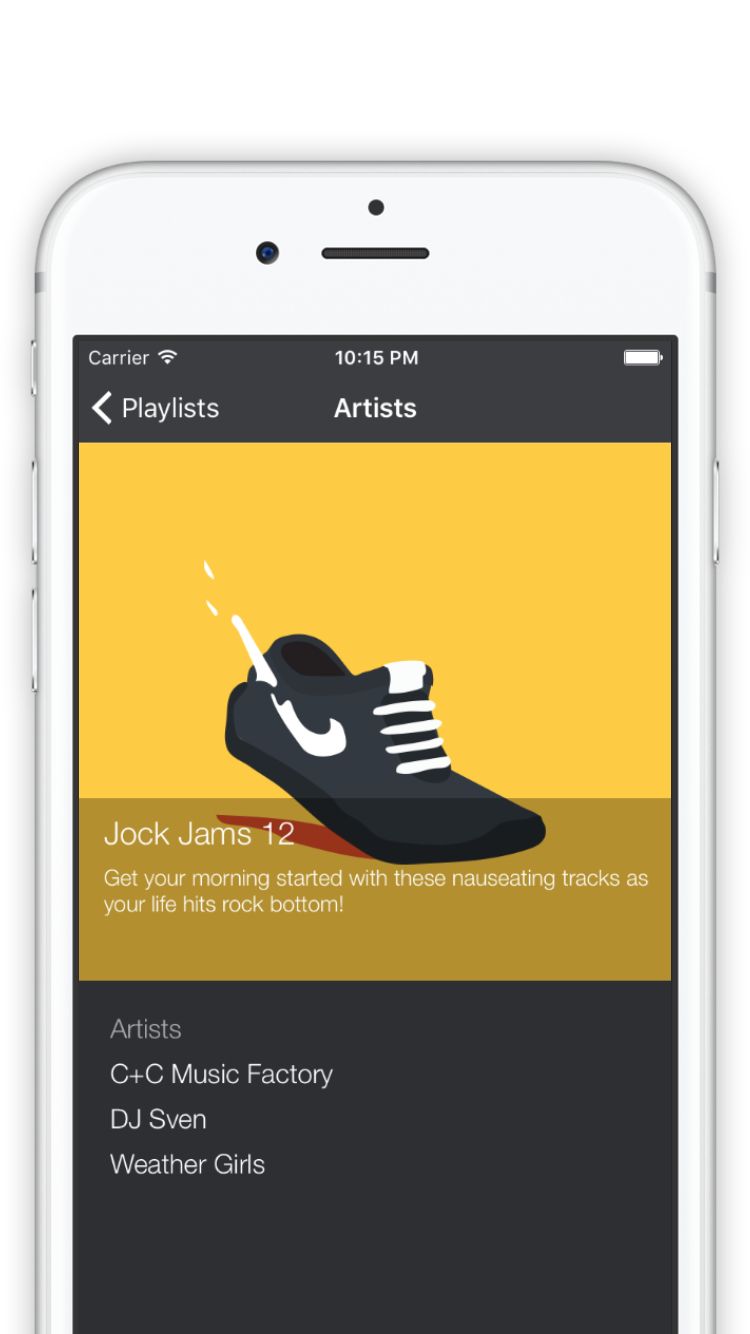 Carrier 10:15 PM
Playlists Artists
Jock Jams 12
Get your morning started with these nauseating tracks as
your life hits rock bottom!
Artists
C+C Music Factory
DJ Sven
Weather Girls